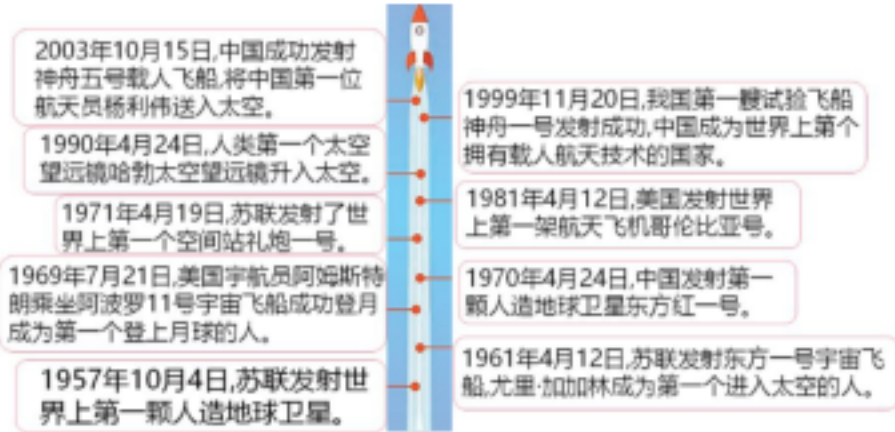 2003年10月15日,中国成功发射
神舟五号载人飞船,将中国第一位
航天员杨利伟送入太空。
1999年11月20日,我国第一艘试验飞船
神舟一号发射成功,中国成为世界上第个
拥有载人航天技术的国家。
1990年4月24日,人类第一个太空
望远镜哈勃太空望远镜升入太空。
1981年4月12日,美国发射世界
上第一架航天飞机哥伦比亚号。
1971年4月19日,苏联发射了世
界上第一个空间站礼炮一号。
1970年4月24日,中国发射第一
颗人造地球卫星东方红一号。
1969年7月21日,美国宇航员阿姆斯特
朗乘坐阿波罗11号宇宙飞船成功登月
成为第一个登上月球的人。
1961年4月12日,苏联发射东方一号宇宙飞
船,尤里·加加林成为第一个进入太空的人。
1957年10月4日,苏联发射世
界上第一颗人造地球卫星。